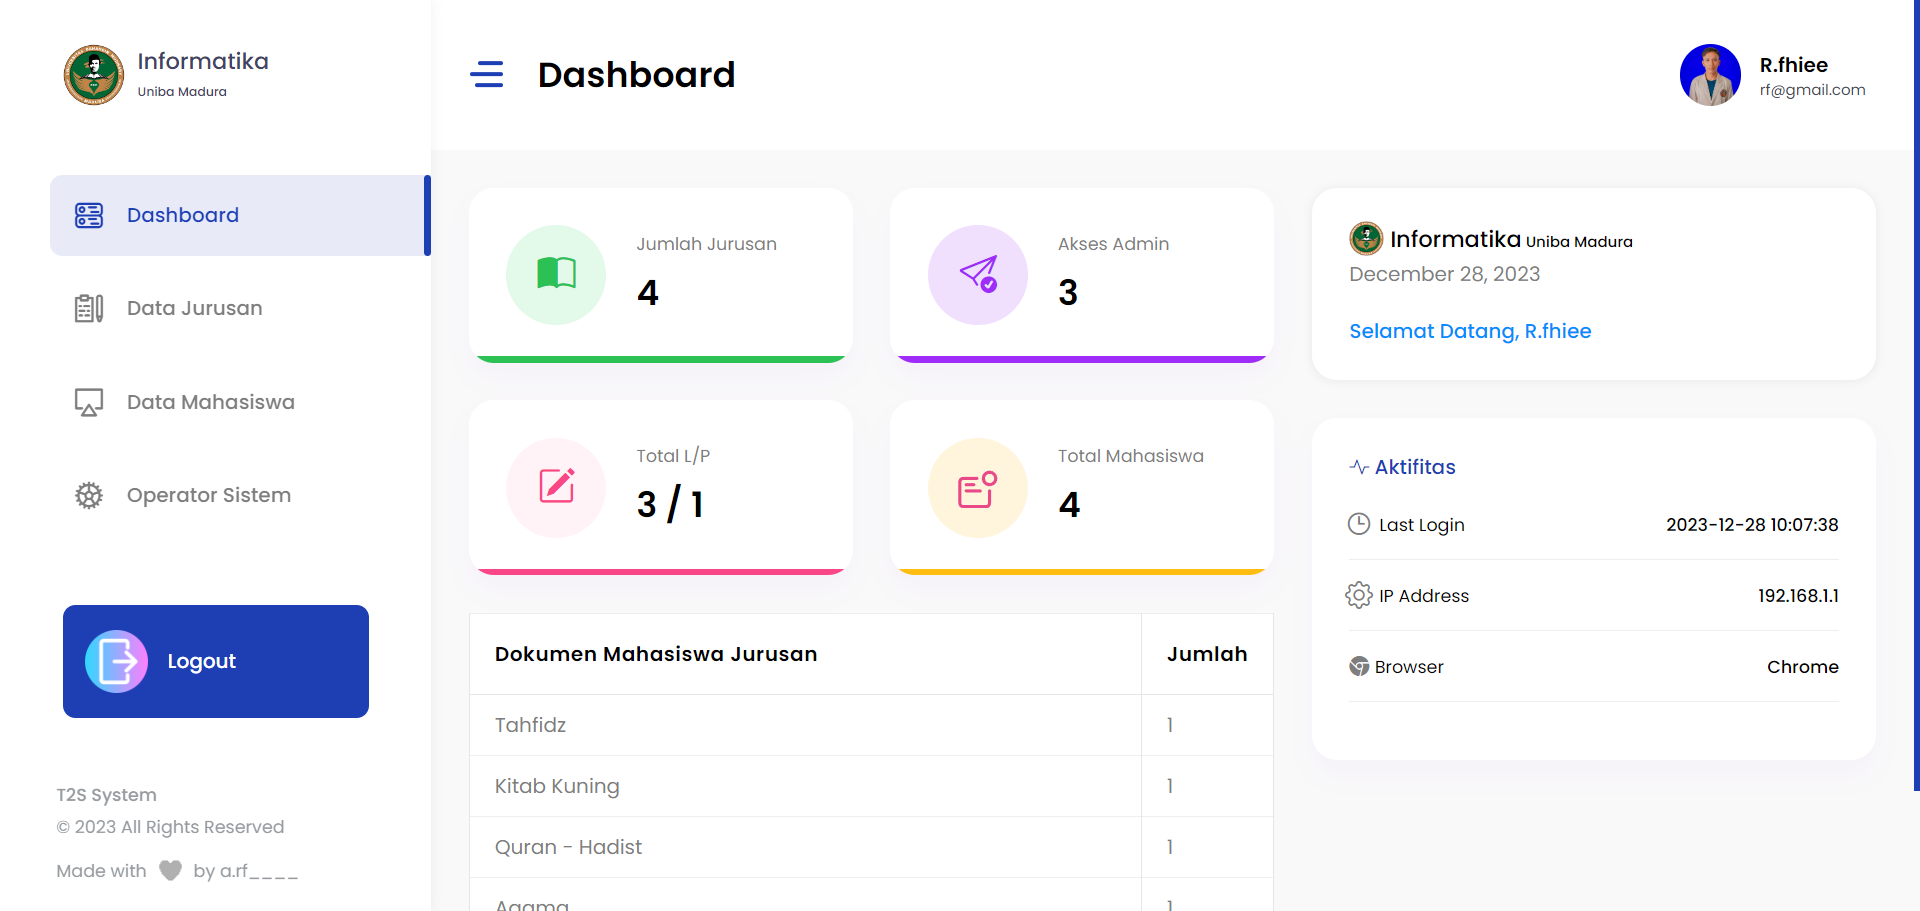 Informatika
Uniba Madura
Dashboard
Data Jurusan
Data Mahasiswa
Operator Sistem
Logout
T2S System
© 2023 All Rights Reserved
Made with by a.rf____
Dashboard
R.fhiee
rf@gmail.com
Jumlah Jurusan
4
Akses Admin
3
Total L/P
3 / 1
Total Mahasiswa
4
Dokumen Mahasiswa Jurusan Jumlah
Tahfidz 1
Kitab Kuning 1
Quran - Hadist 1
Agama 1
Informatika Uniba Madura
December 28, 2023
Selamat Datang, R.fhiee
Aktifitas
Last Login 2023-12-28 10:07:38
IP Address 192.168.1.1
Browser Chrome